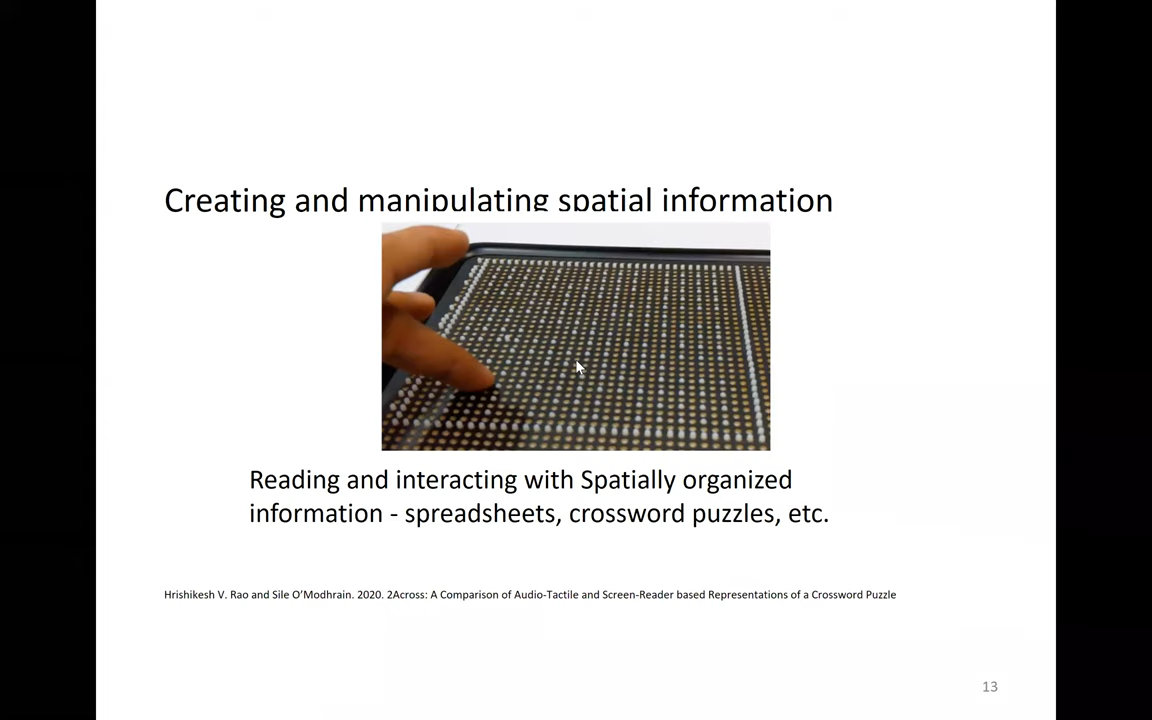 Creating and manipulating spatial information
Reading and interacting with Spatially organized
information - spreadsheets, crossword puzzles, etc.
Hrishikesh V. Rao and Sile O’Modhrain. 2020. 2Across: A Comparison of Audio-Tactile and Screen-Reader based Representations of a Crossword Puzzle
13